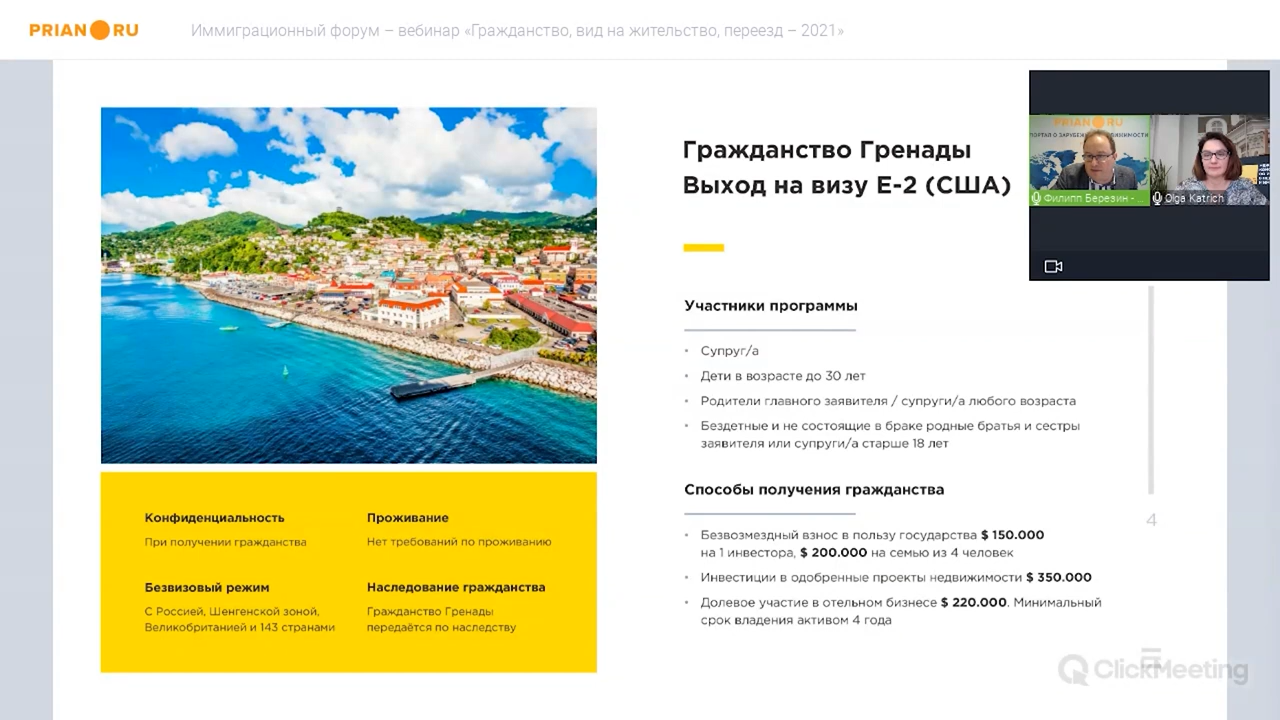 PRIAN RU
Иммиграционный форум – вебинар «Гражданство, вид на жительство, переезд – 2021»
Гражданство Гренады
Выход на визу Е-2 (США)
PRIAN RU
ПОРТАЛ О ЗАРУБЕЖНОЙ НЕДВИЖИМОСТИ
Филипп Березин - ...
Olga Katrich
Участники программы
• Супруг/а
• Дети в возрасте до 30 лет
• Родители главного заявителя / супруги/а любого возраста
• Бездетные и не состоящие в браке родные братья и сестры
заявителя или супруги/а старше 18 лет
Способы получения гражданства
• Безвозмездный взнос в пользу государства $ 150.000
на 1 инвестора, $ 200.000 на семью из 4 человек
• Инвестиции в одобренные проекты недвижимости $ 350.000
• Долевое участие в отельном бизнесе $ 220.000. Минимальный
срок владения активом 4 года
4
Конфиденциальность
При получении гражданства
Проживание
Нет требований по проживанию
Безвизовый режим
С Россией, Шенгенской зоной,
Великобританией и 143 странами
Наследование гражданства
Гражданство Гренады
передаётся по наследству
ClickMeeting